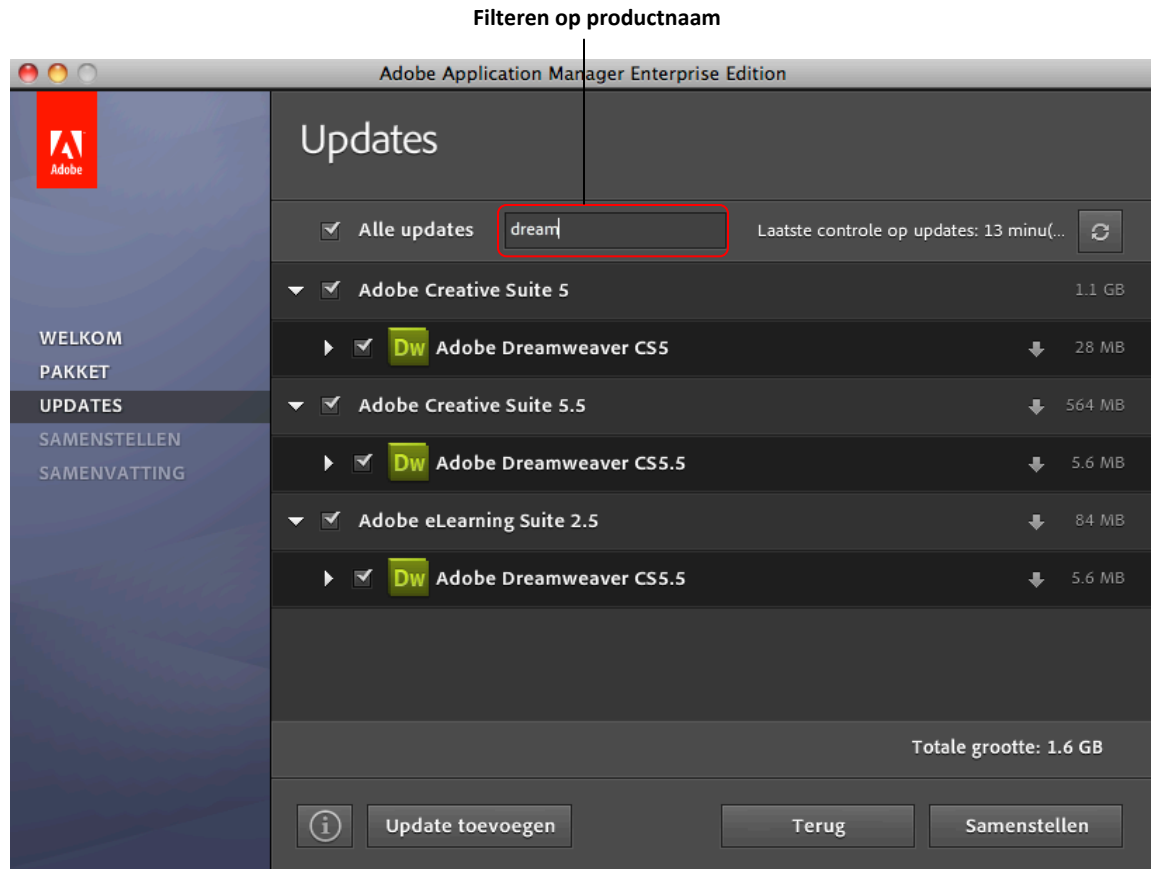 Filteren op productnaam
Adobe Application Manager Enterprise Edition
Adobe
Updates
Alle updates
dream
Laatste controle op updates: 13 minu(...
Adobe Creative Suite 5
1.1 GB
Dw Adobe Dreamweaver CS5
28 MB
Adobe Creative Suite 5.5
564 MB
Dw Adobe Dreamweaver CS5.5
5.6 MB
Adobe eLearning Suite 2.5
84 MB
Dw Adobe Dreamweaver CS5.5
5.6 MB
WELKOM
PAKKET
UPDATES
SAMENSTELLEN
SAMENVATTING
Totale grootte: 1.6 GB
Update toevoegen
Terug
Samenstellen